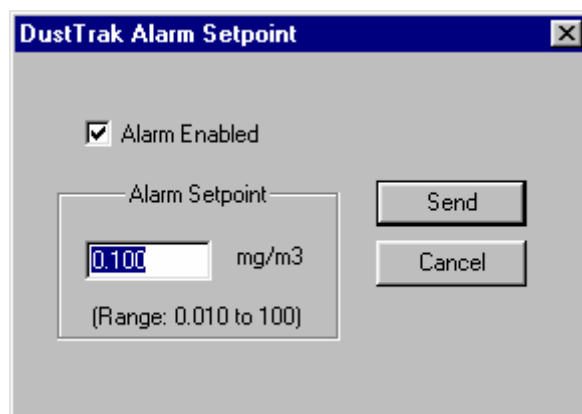 DustTrak Alarm Setpoint
Alarm Enabled
Alarm Setpoint
0.100 mg/m3
(Range: 0.010 to 100)
Send
Cancel